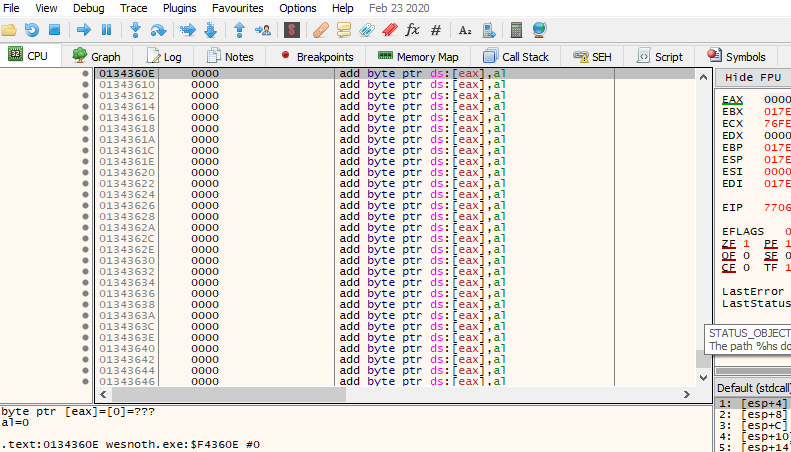 File View Debug Trace Plugins Favourites Options Help Feb 23 2020
CPU Graph Log Notes Breakpoints Memory Map Call Stack SEH Script Symbols
0134360E 0000 add byte ptr ds:[eax],al
01343610 0000 add byte ptr ds:[eax],al
01343612 0000 add byte ptr ds:[eax],al
01343614 0000 add byte ptr ds:[eax],al
01343616 0000 add byte ptr ds:[eax],al
01343618 0000 add byte ptr ds:[eax],al
0134361A 0000 add byte ptr ds:[eax],al
0134361C 0000 add byte ptr ds:[eax],al
0134361E 0000 add byte ptr ds:[eax],al
01343620 0000 add byte ptr ds:[eax],al
01343622 0000 add byte ptr ds:[eax],al
01343624 0000 add byte ptr ds:[eax],al
01343626 0000 add byte ptr ds:[eax],al
01343628 0000 add byte ptr ds:[eax],al
0134362A 0000 add byte ptr ds:[eax],al
0134362C 0000 add byte ptr ds:[eax],al
0134362E 0000 add byte ptr ds:[eax],al
01343630 0000 add byte ptr ds:[eax],al
01343632 0000 add byte ptr ds:[eax],al
01343634 0000 add byte ptr ds:[eax],al
01343636 0000 add byte ptr ds:[eax],al
01343638 0000 add byte ptr ds:[eax],al
0134363A 0000 add byte ptr ds:[eax],al
0134363C 0000 add byte ptr ds:[eax],al
0134363E 0000 add byte ptr ds:[eax],al
01343640 0000 add byte ptr ds:[eax],al
01343642 0000 add byte ptr ds:[eax],al
01343644 0000 add byte ptr ds:[eax],al
01343646 0000 add byte ptr ds:[eax],al
Hide FPU
EAX 0000
EBX 017E
ECX 76FE
EDX 0000
EBP 017E
ESP 017E
ESI 0000
EDI 017E
EIP 7706
EFLAGS 0
ZF 1 PF 1
OF 0 SF 0
CF 0 TF 1
LastError
LastStatus
STATUS_OBJECT
The path %hs do
Default (stdcall)
1: [esp+4]
2: [esp+8]
3: [esp+C]
4: [esp+10]
5: [esp+14]
byte ptr [eax]=[0]=???
al=0
.text:0134360E wesnoth.exe:$F4360E #0